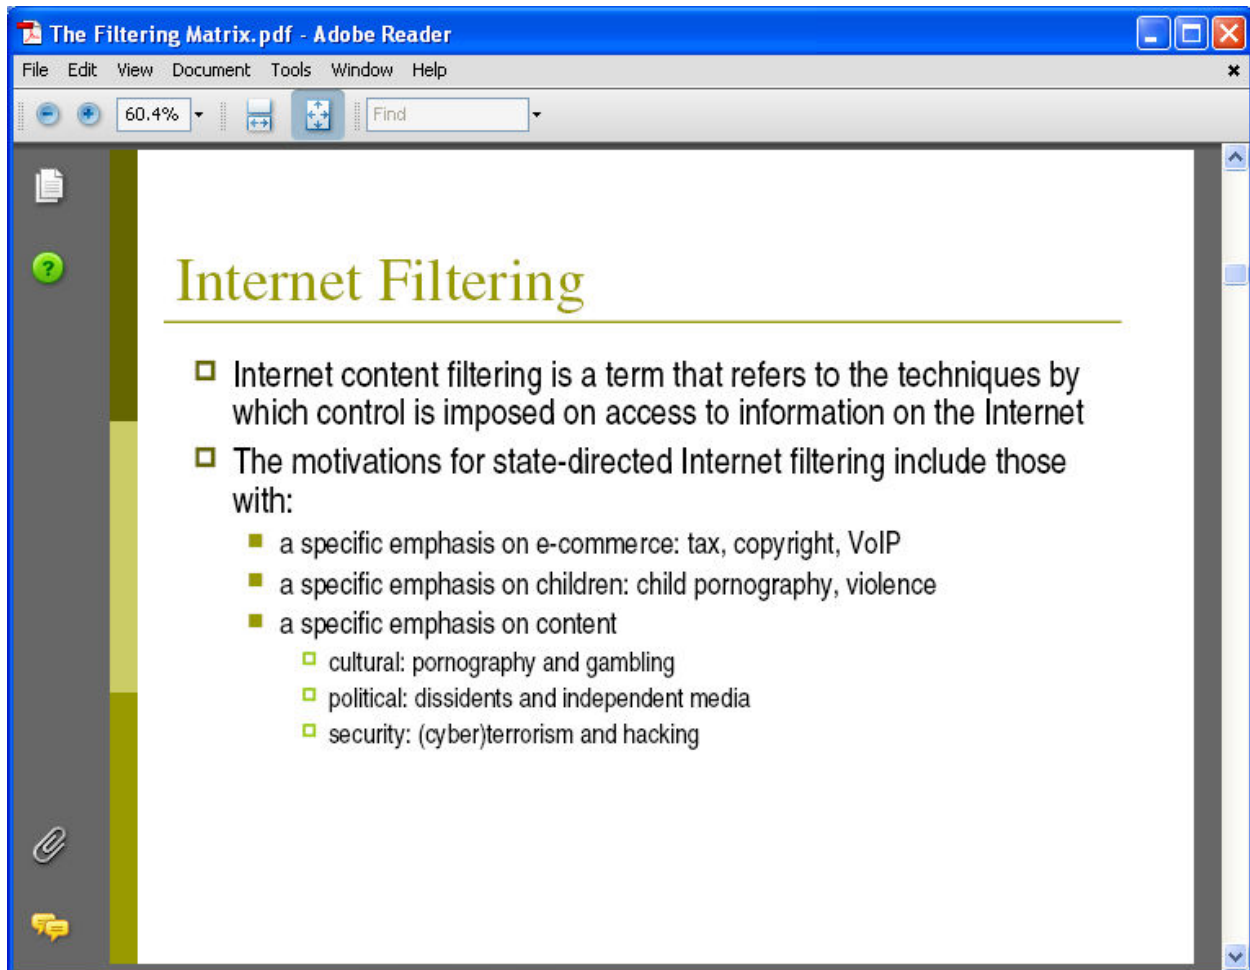 The Filtering Matrix.pdf - Adobe Reader
File Edit View Document Tools Window Help
60.4% Find
Internet Filtering
Internet content filtering is a term that refers to the techniques by
which control is imposed on access to information on the Internet
The motivations for state-directed Internet filtering include those
with:
a specific emphasis on e-commerce: tax, copyright, VoIP
a specific emphasis on children: child pornography, violence
a specific emphasis on content
cultural: pornography and gambling
political: dissidents and independent media
security: (cyber)terrorism and hacking